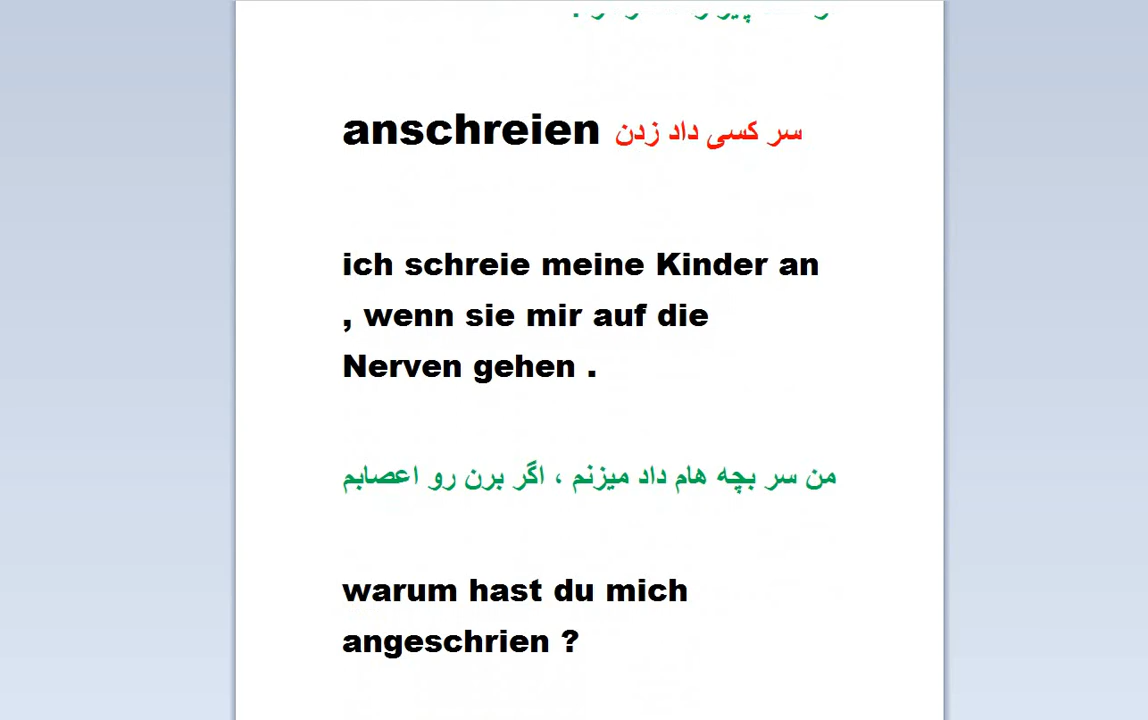 anschreien سر کسی داد زدن
ich schreie meine Kinder an
, wenn sie mir auf die
Nerven gehen .
من سر بچه هام داد میزنم ، اگر برن رو اعصابم
warum hast du mich
angeschrien ?